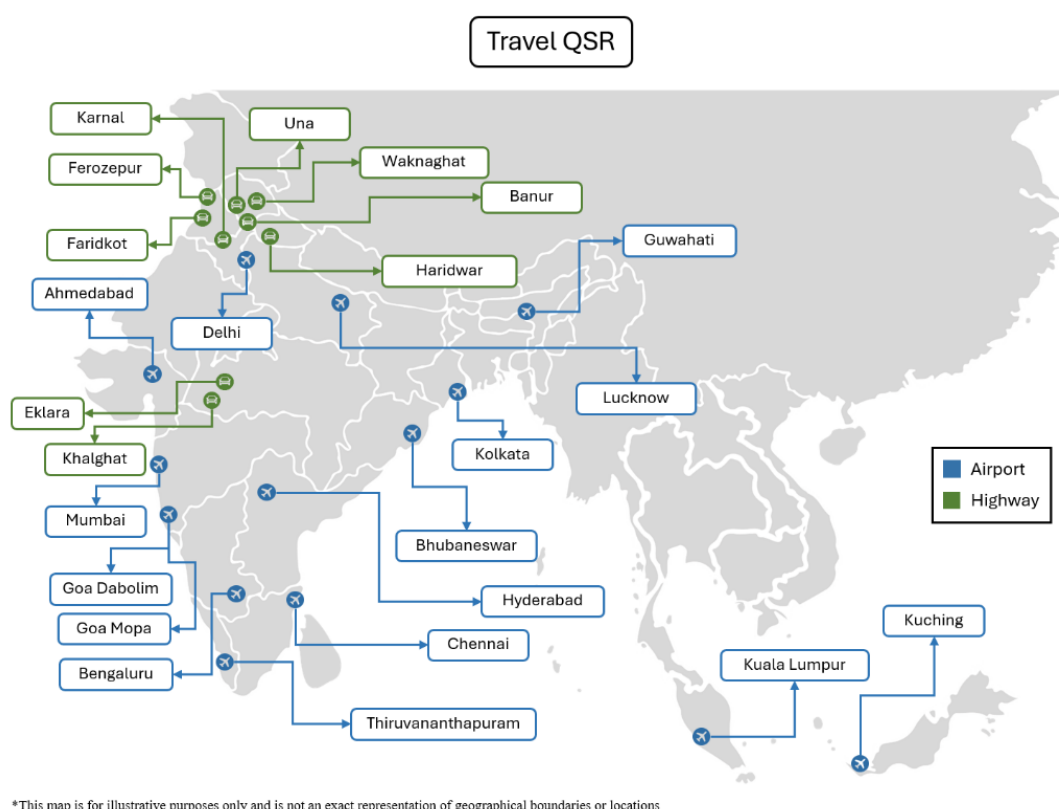 Travel QSR
Karnal
Una
Ferozepur
Waknaghat
Banur
Faridkot
Guwahati
Haridwar
Ahmedabad
Delhi
Lucknow
Eklara
Khalghat
Kolkata
Airport
Highway
Mumbai
Bhubaneswar
Goa Dabolim
Hyderabad
Goa Mopa
Kuching
Chennai
Bengaluru
Kuala Lumpur
Thiruvananthapuram
*This map is for illustrative purposes only and is not an exact representation of geographical boundaries or locations